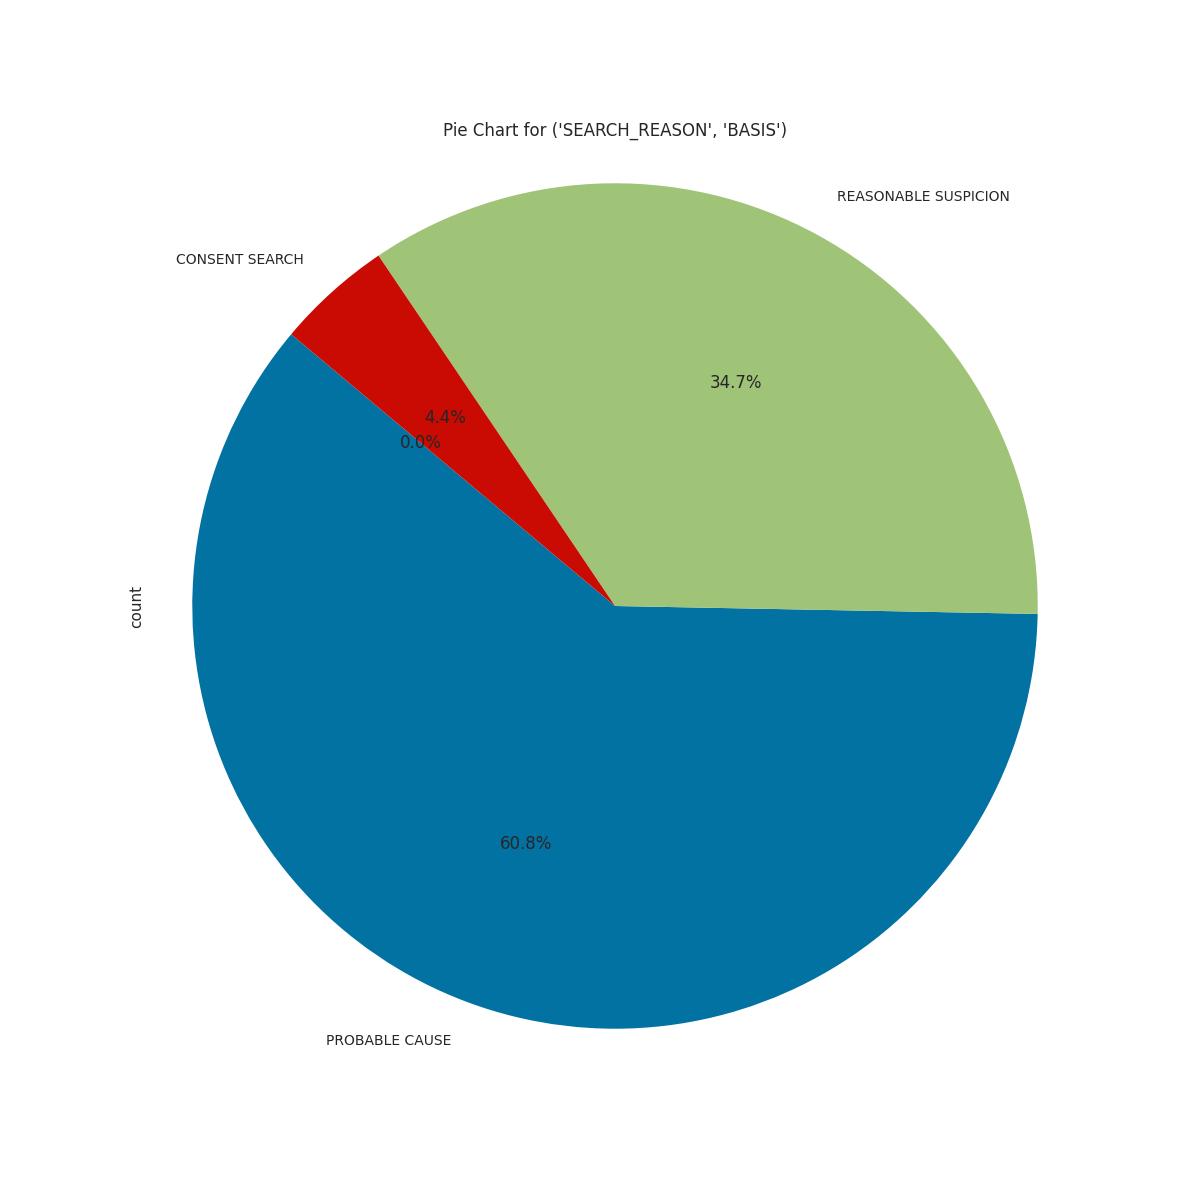 Pie Chart for ('SEARCH_REASON', 'BASIS')
REASONABLE SUSPICION
CONSENT SEARCH
34.7%
4.4%
0.0%
count
60.8%
PROBABLE CAUSE